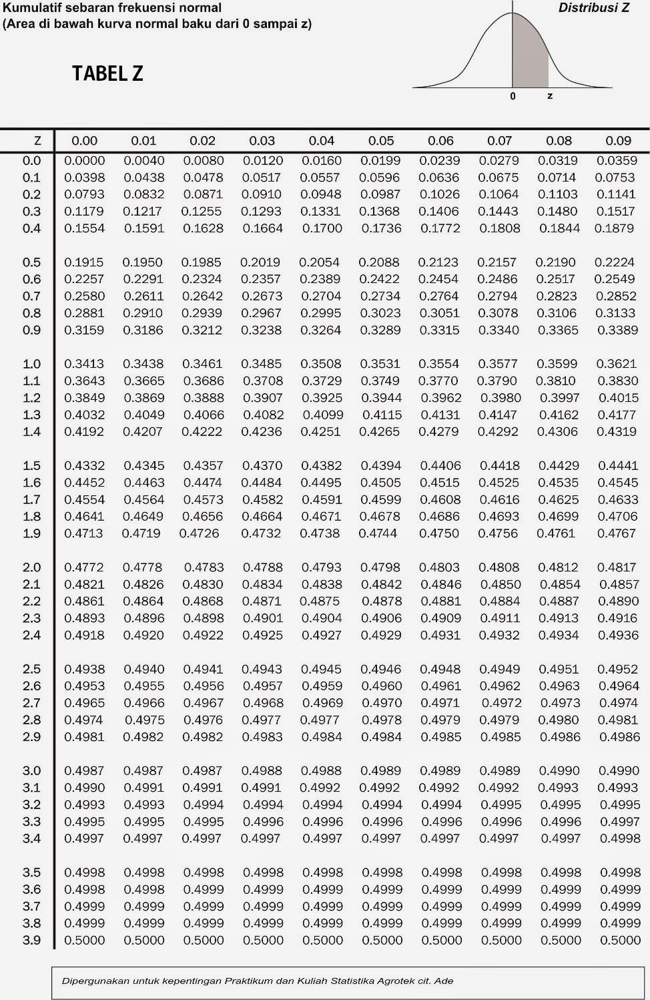 Kumulatif sebaran frekuensi normal
(Area di bawah kurva normal baku dari 0 sampai z)
Distribusi Z
TABEL Z
0 z
Z 0.00 0.01 0.02 0.03 0.04 0.05 0.06 0.07 0.08 0.09
0.0 0.0000 0.0040 0.0080 0.0120 0.0160 0.0199 0.0239 0.0279 0.0319 0.0359
0.1 0.0398 0.0438 0.0478 0.0517 0.0557 0.0596 0.0636 0.0675 0.0714 0.0753
0.2 0.0793 0.0832 0.0871 0.0910 0.0948 0.0987 0.1026 0.1064 0.1103 0.1141
0.3 0.1179 0.1217 0.1255 0.1293 0.1331 0.1368 0.1406 0.1443 0.1480 0.1517
0.4 0.1554 0.1591 0.1628 0.1664 0.1700 0.1736 0.1772 0.1808 0.1844 0.1879
0.5 0.1915 0.1950 0.1985 0.2019 0.2054 0.2088 0.2123 0.2157 0.2190 0.2224
0.6 0.2257 0.2291 0.2324 0.2357 0.2389 0.2422 0.2454 0.2486 0.2517 0.2549
0.7 0.2580 0.2611 0.2642 0.2673 0.2704 0.2734 0.2764 0.2794 0.2823 0.2852
0.8 0.2881 0.2910 0.2939 0.2967 0.2995 0.3023 0.3051 0.3078 0.3106 0.3133
0.9 0.3159 0.3186 0.3212 0.3238 0.3264 0.3289 0.3315 0.3340 0.3365 0.3389
1.0 0.3413 0.3438 0.3461 0.3485 0.3508 0.3531 0.3554 0.3577 0.3599 0.3621
1.1 0.3643 0.3665 0.3686 0.3708 0.3729 0.3749 0.3770 0.3790 0.3810 0.3830
1.2 0.3849 0.3869 0.3888 0.3907 0.3925 0.3944 0.3962 0.3980 0.3997 0.4015
1.3 0.4032 0.4049 0.4066 0.4082 0.4099 0.4115 0.4131 0.4147 0.4162 0.4177
1.4 0.4192 0.4207 0.4222 0.4236 0.4251 0.4265 0.4279 0.4292 0.4306 0.4319
1.5 0.4332 0.4345 0.4357 0.4370 0.4382 0.4394 0.4406 0.4418 0.4429 0.4441
1.6 0.4452 0.4463 0.4474 0.4484 0.4495 0.4505 0.4515 0.4525 0.4535 0.4545
1.7 0.4554 0.4564 0.4573 0.4582 0.4591 0.4599 0.4608 0.4616 0.4625 0.4633
1.8 0.4641 0.4649 0.4656 0.4664 0.4671 0.4678 0.4686 0.4693 0.4699 0.4706
1.9 0.4713 0.4719 0.4726 0.4732 0.4738 0.4744 0.4750 0.4756 0.4761 0.4767
2.0 0.4772 0.4778 0.4783 0.4788 0.4793 0.4798 0.4803 0.4808 0.4812 0.4817
2.1 0.4821 0.4826 0.4830 0.4834 0.4838 0.4842 0.4846 0.4850 0.4854 0.4857
2.2 0.4861 0.4864 0.4868 0.4871 0.4875 0.4878 0.4881 0.4884 0.4887 0.4890
2.3 0.4893 0.4896 0.4898 0.4901 0.4904 0.4906 0.4909 0.4911 0.4913 0.4916
2.4 0.4918 0.4920 0.4922 0.4925 0.4927 0.4929 0.4931 0.4932 0.4934 0.4936
2.5 0.4938 0.4940 0.4941 0.4943 0.4945 0.4946 0.4948 0.4949 0.4951 0.4952
2.6 0.4953 0.4955 0.4956 0.4957 0.4959 0.4960 0.4961 0.4962 0.4963 0.4964
2.7 0.4965 0.4966 0.4967 0.4968 0.4969 0.4970 0.4971 0.4972 0.4973 0.4974
2.8 0.4974 0.4975 0.4976 0.4977 0.4977 0.4978 0.4979 0.4979 0.4980 0.4981
2.9 0.4981 0.4982 0.4982 0.4983 0.4984 0.4984 0.4985 0.4985 0.4986 0.4986
3.0 0.4987 0.4987 0.4987 0.4988 0.4988 0.4989 0.4989 0.4989 0.4990 0.4990
3.1 0.4990 0.4991 0.4991 0.4991 0.4992 0.4992 0.4992 0.4992 0.4993 0.4993
3.2 0.4993 0.4993 0.4994 0.4994 0.4994 0.4994 0.4994 0.4995 0.4995 0.4995
3.3 0.4995 0.4995 0.4995 0.4996 0.4996 0.4996 0.4996 0.4996 0.4996 0.4997
3.4 0.4997 0.4997 0.4997 0.4997 0.4997 0.4997 0.4997 0.4997 0.4997 0.4998
3.5 0.4998 0.4998 0.4998 0.4998 0.4998 0.4998 0.4998 0.4998 0.4998 0.4998
3.6 0.4998 0.4998 0.4999 0.4999 0.4999 0.4999 0.4999 0.4999 0.4999 0.4999
3.7 0.4999 0.4999 0.4999 0.4999 0.4999 0.4999 0.4999 0.4999 0.4999 0.4999
3.8 0.4999 0.4999 0.4999 0.4999 0.4999 0.4999 0.4999 0.4999 0.4999 0.4999
3.9 0.5000 0.5000 0.5000 0.5000 0.5000 0.5000 0.5000 0.5000 0.5000 0.5000
Dipergunakan untuk kepentingan Praktikum dan Kuliah Statistika Agrotek cit. Ade